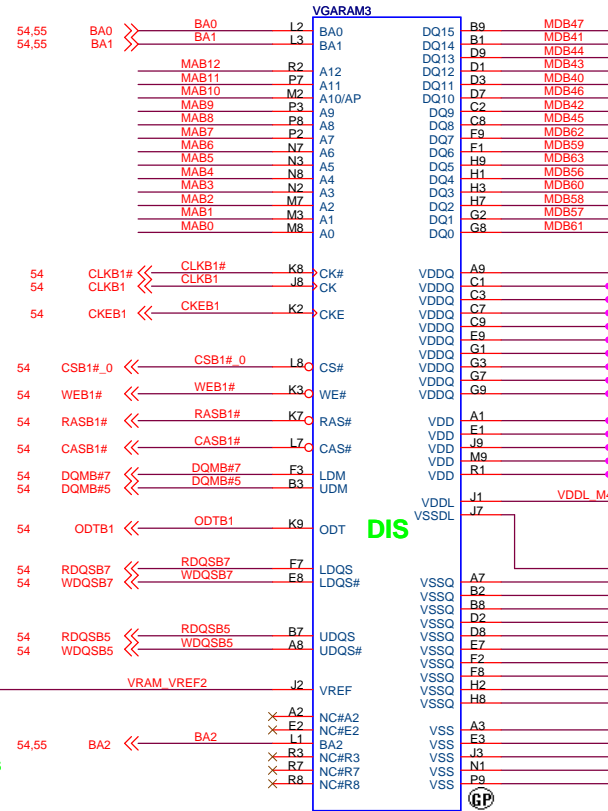 VGARAM3
54,55 BA0 BA0 L2 BA0 DQ15 B9 MDB47
54,55 BA1 BA1 L3 BA1 DQ14 B1 MDB41
DQ13 D9 MDB44
MAB12 R2 A12 DQ12 D1 MDB43
MAB11 P7 A11 DQ11 D3 MDB40
MAB10 M2 A10/AP DQ10 D7 MDB46
MAB9 P3 A9 DQ9 C2 MDB42
MAB8 P8 A8 DQ8 C8 MDB45
MAB7 P2 A7 DQ7 F9 MDB62
MAB6 N7 A6 DQ6 F1 MDB59
MAB5 N3 A5 DQ5 H9 MDB63
MAB4 N8 A4 DQ4 H1 MDB56
MAB3 N2 A3 DQ3 H3 MDB60
MAB2 M7 A2 DQ2 H7 MDB58
MAB1 M3 A1 DQ1 G2 MDB57
MAB0 M8 A0 DQ0 G8 MDB61
54 CLKB1# CLKB1# K8 CK# VDDQ A9
54 CLKB1 CLKB1 J8 CK VDDQ C1
VDDQ C3
54 CKEB1 CKEB1 K2 CKE VDDQ C7
VDDQ C9
VDDQ E9
VDDQ G1
54 CSB1#_0 CSB1#_0 L8 CS# VDDQ G3
VDDQ G7
54 WEB1# WEB1# K3 WE# VDDQ G9
54 RASB1# RASB1# K7 RAS# VDD A1
VDD E1
54 CASB1# CASB1# L7 CAS# VDD J9
VDD M9
54 DQMB#7 DQMB#7 F3 LDM VDD R1
54 DQMB#5 DQMB#5 B3 UDM
VDDL J1 VDDL_M4
VSSDL J7
54 ODTB1 ODTB1 K9 ODT DIS
54 RDQSB7 RDQSB7 F7 LDQS
54 WDQSB7 WDQSB7 E8 LDQS# VSSQ A7
VSSQ B2
VSSQ B8
VSSQ D2
54 RDQSB5 RDQSB5 B7 UDQS VSSQ D8
54 WDQSB5 WDQSB5 A8 UDQS# VSSQ E7
VSSQ F2
VSSQ F8
VRAM_VREF2 J2 VREF VSSQ H2
VSSQ H8
A2 NC#A2
E2 NC#E2 VSS A3
54,55 BA2 BA2 L1 BA2 VSS E3
R3 NC#R3 VSS J3
R7 NC#R7 VSS N1
R8 NC#R8 VSS P9
GP